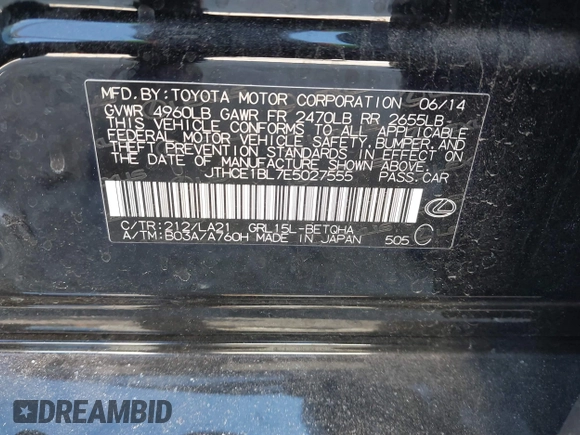 MFD. BY: TOYOTA MOTOR CORPORATION 06/14
GVWR 4960LB GAWR FR 2470LB RR 2655LB
THIS VEHICLE CONFORMS TO ALL APPLICABLE
FEDERAL MOTOR VEHICLE SAFETY, BUMPER, AND
THEFT PREVENTION STANDARDS IN EFFECT ON
THE DATE OF MANUFACTURE SHOWN ABOVE.
JTHCE1BL7E5027555 PASS. CAR
C/TR: 212/LA21 GRL15L-BETQHA
A/TM: B03A/A760H MADE IN JAPAN 505 C
DREAMBID